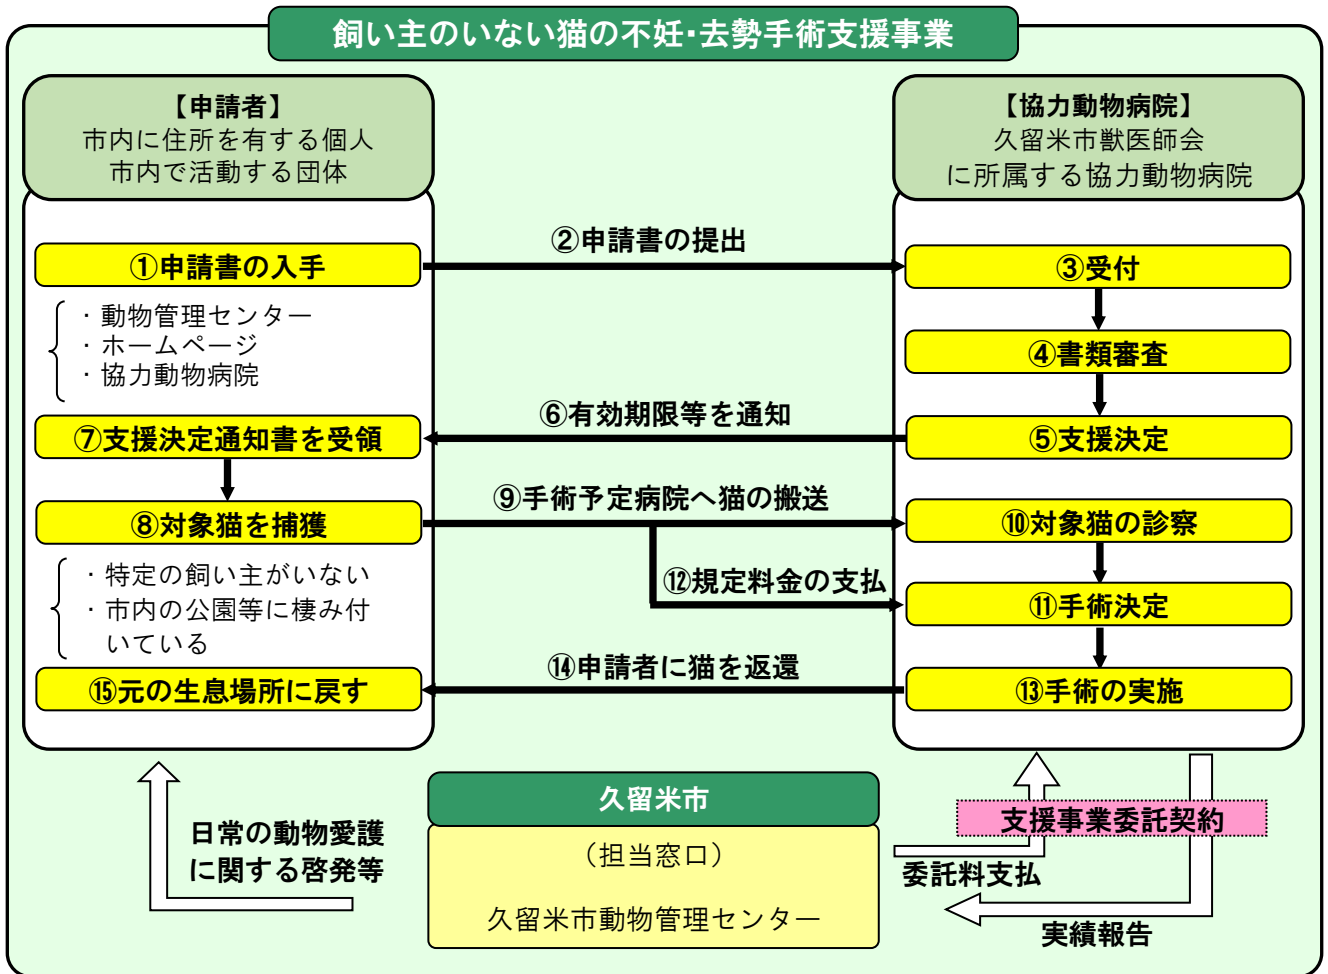 飼い主のいない猫の不妊・去勢手術支援事業
【申請者】
市内に住所を有する個人
市内で活動する団体
【協力動物病院】
久留米市獣医師会
に所属する協力動物病院
①申請書の入手
②申請書の提出
③受付
・動物管理センター
・ホームページ
・協力動物病院
④書類審査
⑤支援決定
⑥有効期限等を通知
⑦支援決定通知書を受領
⑧対象猫を捕獲
⑨手術予定病院へ猫の搬送
⑩対象猫の診察
・特定の飼い主がいない
・市内の公園等に棲み付
いている
⑫規定料金の支払
⑪手術決定
⑬手術の実施
⑭申請者に猫を返還
⑮元の生息場所に戻す
日常の動物愛護
に関する啓発等
久留米市
（担当窓口）
久留米市動物管理センター
支援事業委託契約
委託料支払
実績報告